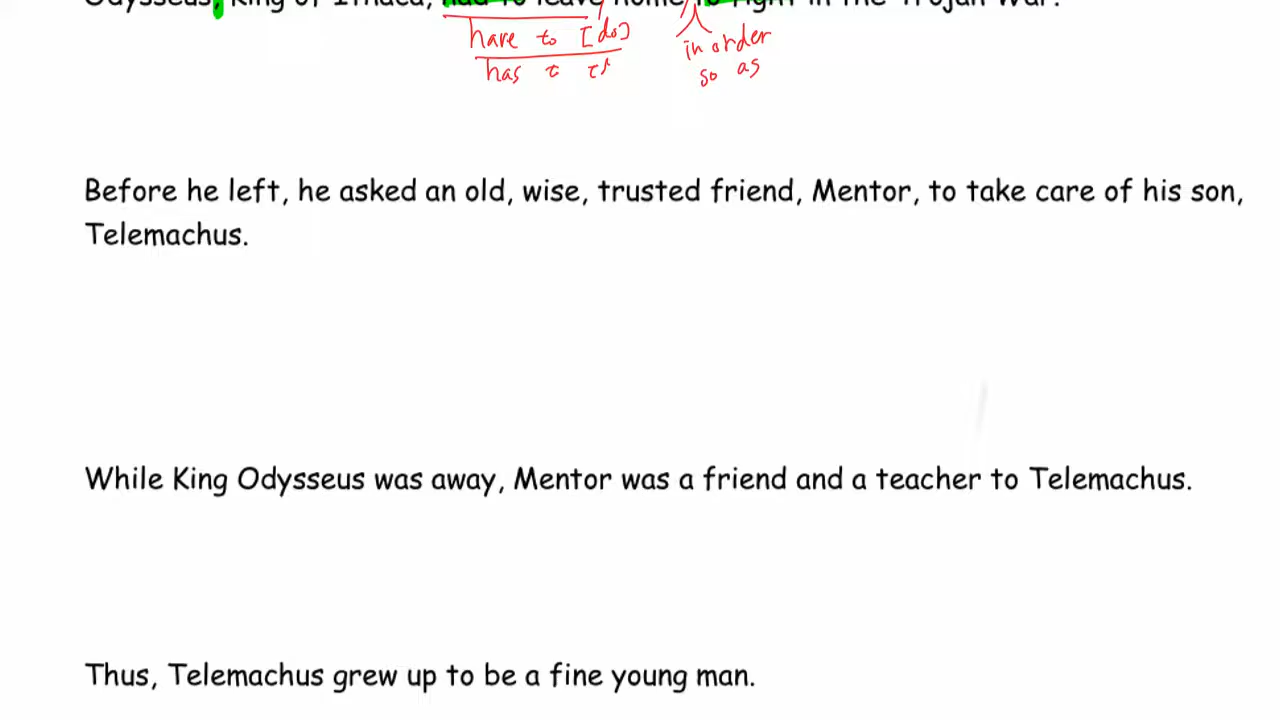 Odysseus, King of Ithaca, had to leave home to fight in the Trojan War.
have to [do]
in order
has to
so as
Before he left, he asked an old, wise, trusted friend, Mentor, to take care of his son,
Telemachus.
While King Odysseus was away, Mentor was a friend and a teacher to Telemachus.
Thus, Telemachus grew up to be a fine young man.